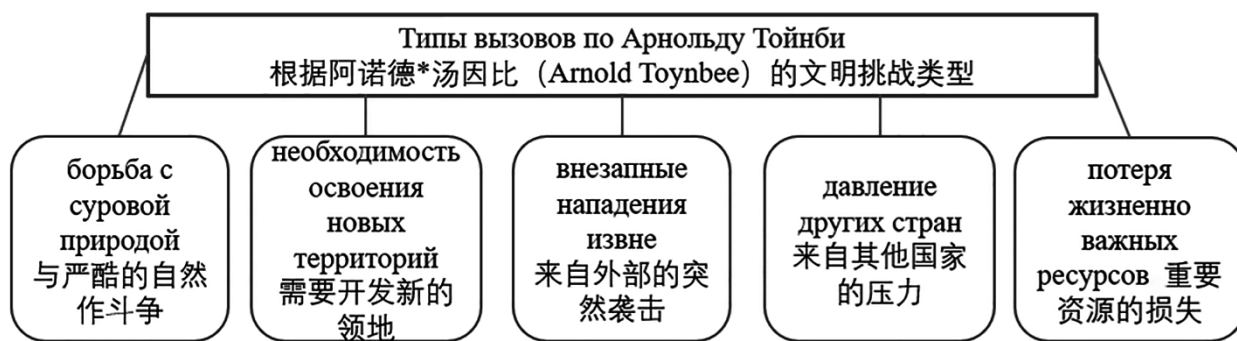 Типы вызовов по Арнольду Тойнби
根据阿诺德*汤因比（Arnold Toynbee）的文明挑战类型
борьба с
суровой
природой
与严酷的自然
作斗争
необходимость
освоения
новых
территорий
需要开发新的
领地
внезапные
нападения
извне
来自外部的突
然袭击
давление
других стран
来自其他国家
的压力
потеря
жизненно
важных
ресурсов 重要
资源的损失